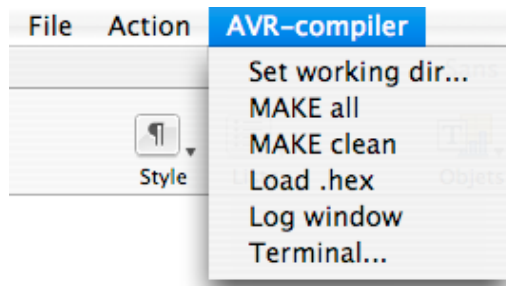 File Action AVR-compiler
Set working dir...
MAKE all
MAKE clean
Load .hex
Log window
Terminal...
Style